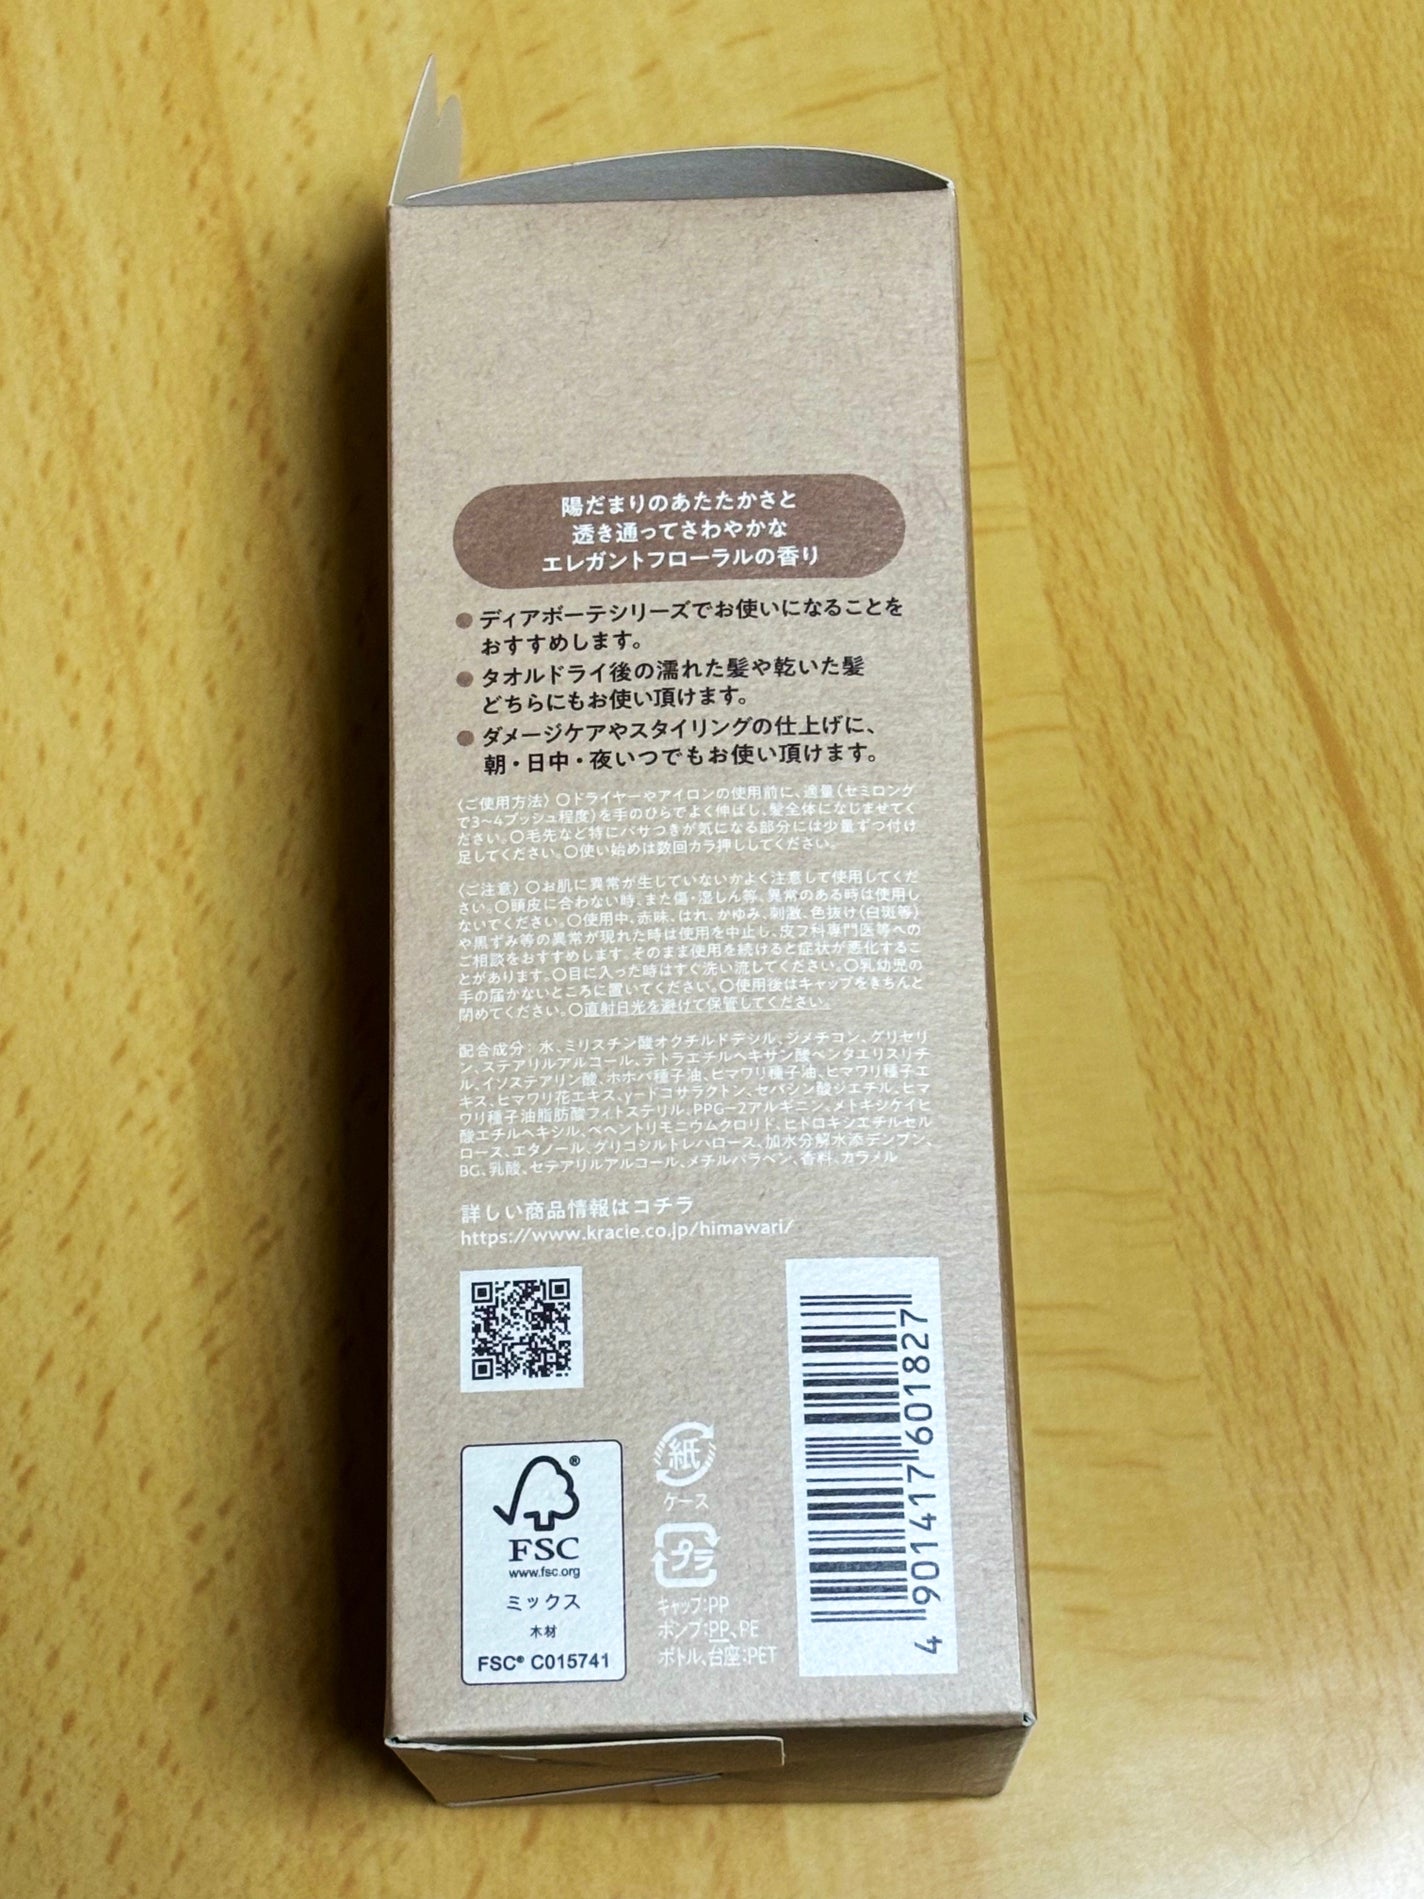 陽だまりのあたたかさと
透き通ってさわやかな
エレガントフローラルの香り
●ディアボーテシリーズでお使いになることを
おすすめします。
●タオルドライ後の濡れた髪や乾いた髪
どちらにもお使い頂けます。
●ダメージケアやスタイリングの仕上げに、
朝・日中・夜いつでもお使い頂けます。
〈ご使用方法〉○ドライヤーやアイロンの使用前に、適量(セミロング
で3~4プッシュ程度)を手のひらでよく伸ばし、髪全体になじませてく
ださい。○毛先など特にパサつきが気になる部分には少量ずつ付け
足してください。○使い始めは数回カラ押ししてください。
〈ご注意〉○お肌に異常が生じていないかよく注意して使用してくだ
さい。○頭皮に合わない時、また傷・湿しん等、異常のある時は使用し
ないでください。○使用中、赤味、はれ、かゆみ、刺激、色抜け(白斑等)
や黒ずみ等の異常が現れた時は使用を中止し、皮フ科専門医等への
ご相談をおすすめします。そのまま使用を続けると症状が悪化するこ
とがあります。○目に入った時はすぐ洗い流してください。○乳幼児の
手の届かないところに置いてください。○使用後はキャップをきちんと
閉めてください。○直射日光を避けて保管してください。
配合成分：水、ミリスチン酸オクチルドデシル、ジメチコン、グリセリ
ン、ステアリルアルコール、テトラエチルヘキサン酸ペンタエリスリチ
ル、イソステアリン酸、ホホバ種子油、ヒマワリ種子油、ヒマワリ種子エ
キス、ヒマワリ花エキス、γ-ドコサラクトン、セバシン酸ジエチル、ヒマ
ワリ種子油脂肪酸フィトステリル、PPG-2アルギニン、メトキシケイヒ
酸エチルヘキシル、ベヘントリモニウムクロリド、ヒドロキシエチルセル
ロース、エタノール、グリコシルトレハロース、加水分解水添デンプン、
BG、乳酸、セテアリルアルコール、メチルパラベン、香料、カラメル
詳しい商品情報はコチラ
https://www.kracie.co.jp/himawari/
FSC®
www.fsc.org
ミックス
木材
FSC® C015741
紙
ケース
プラ
キャップ:PP
ポンプ:PP、PE
ボトル、台座:PET
4 901417 601827